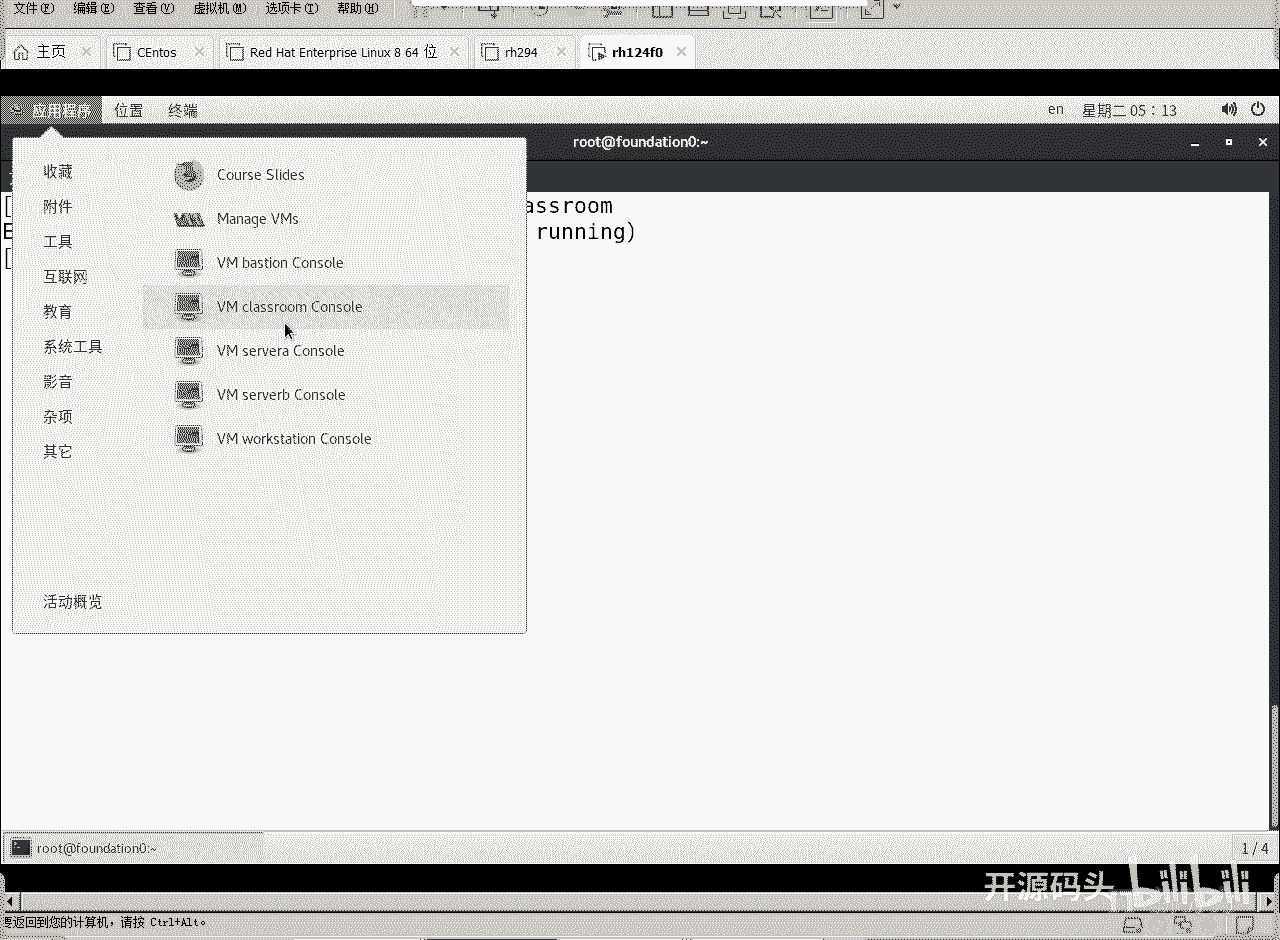 文件(F) 编辑(E) 查看(V) 虚拟机(M) 选项卡(T) 帮助(H)
主页 CEntos Red Hat Enterprise Linux 8 64 位 rh294 rh124f0
应用程序 位置 终端 en 星期二 05：13
root@foundation0:~
收藏
附件
工具
互联网
教育
系统工具
影音
杂项
其它
活动概览
Course Slides
Manage VMs
VM bastion Console
VM classroom Console
VM servera Console
VM serverb Console
VM workstation Console
assroom
running)
root@foundation0:~ 1 / 4
开源码头 bilibili
要返回到您的计算机，请按 Ctrl+Alt。